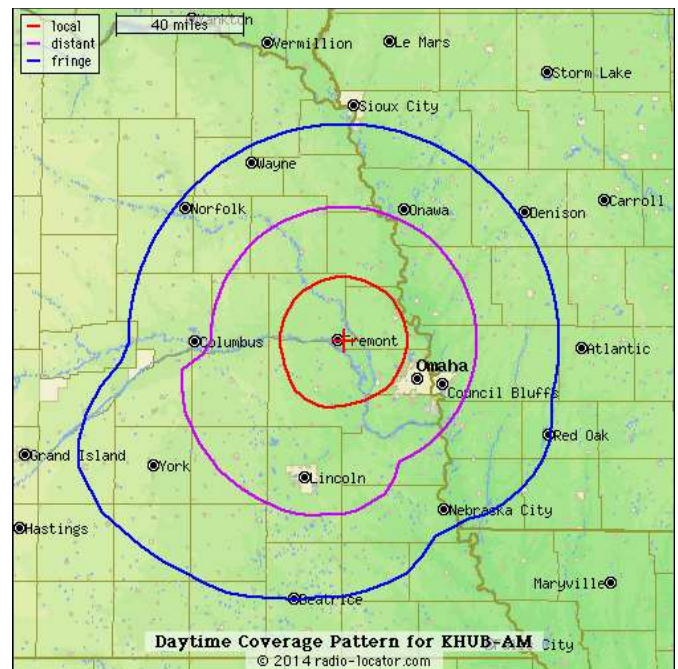 local
distant
fringe
40 miles
Yankton
Vermillion
Le Mars
Storm Lake
Sioux City
Wayne
Norfolk
Onawa
Denison
Carroll
Columbus
Fremont
Atlantic
Omaha
Council Bluffs
Red Oak
Grand Island
York
Lincoln
Nebraska City
Hastings
Maryville
Beatrice
Daytime Coverage Pattern for KHUB-AM
City
© 2014 radio-locator.com